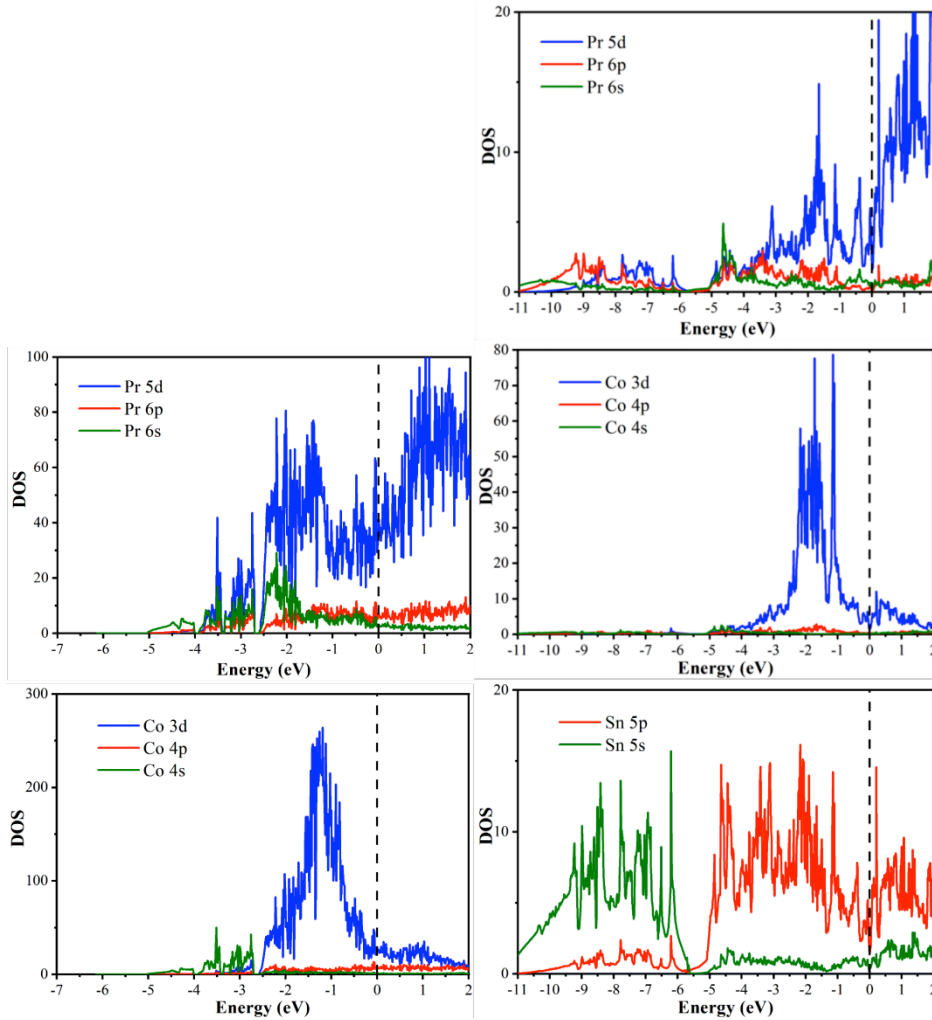 20
10
0
DOS
Pr 5d
Pr 6p
Pr 6s
-11 -10 -9 -8 -7 -6 -5 -4 -3 -2 -1 0 1 2
Energy (eV)
100
80
60
40
20
0
DOS
Pr 5d
Pr 6p
Pr 6s
-7 -6 -5 -4 -3 -2 -1 0 1 2
Energy (eV)
80
70
60
50
40
30
20
10
0
DOS
Co 3d
Co 4p
Co 4s
-11 -10 -9 -8 -7 -6 -5 -4 -3 -2 -1 0 1 2
Energy (eV)
300
200
100
0
DOS
Co 3d
Co 4p
Co 4s
-7 -6 -5 -4 -3 -2 -1 0 1 2
Energy (eV)
20
15
10
5
0
DOS
Sn 5p
Sn 5s
-11 -10 -9 -8 -7 -6 -5 -4 -3 -2 -1 0 1 2
Energy (eV)